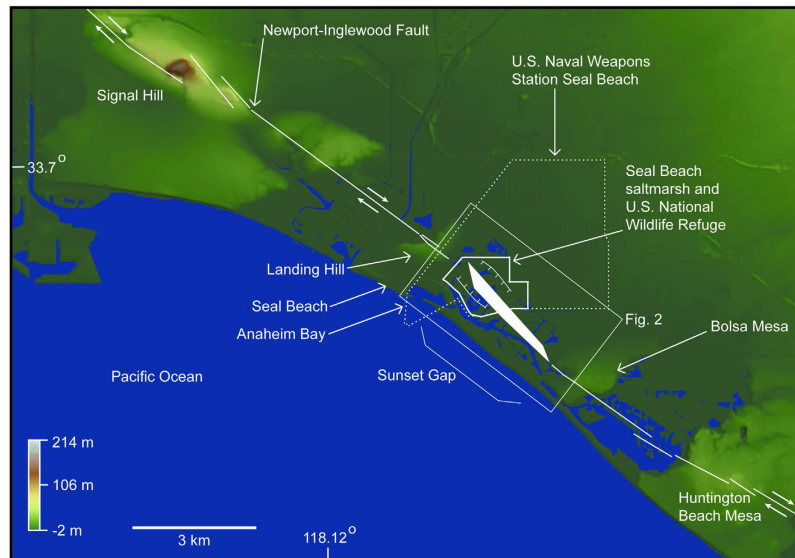 Newport-Inglewood Fault
U.S. Naval Weapons
Station Seal Beach
Signal Hill
33.7°
Seal Beach
saltmarsh and
U.S. National
Wildlife Refuge
Landing Hill
Seal Beach
Anaheim Bay
Fig. 2
Bolsa Mesa
Pacific Ocean
Sunset Gap
214 m
106 m
-2 m
Huntington
Beach Mesa
3 km
118.12°